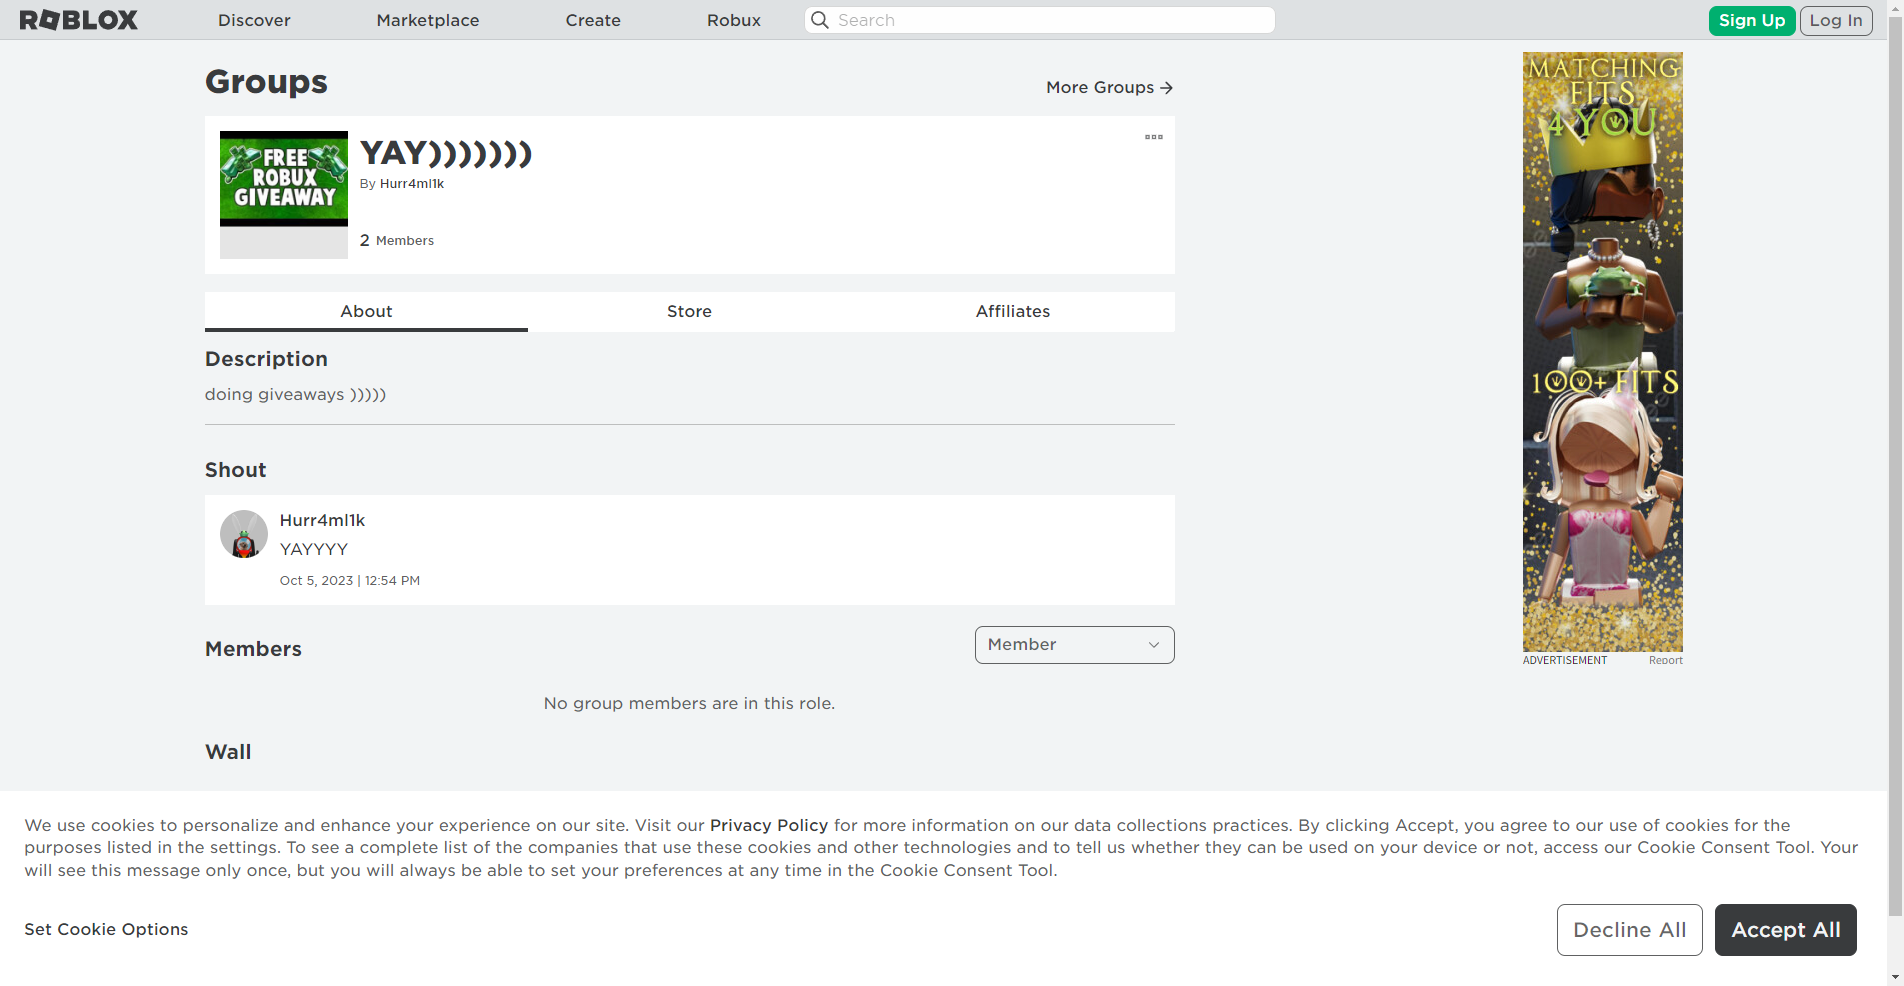 ROBLOX
Discover
Marketplace
Create
Robux
Search
Sign Up
Log In
Groups
More Groups →
FREE
ROBUX
GIVEAWAY
YAY)))))))
By Hurr4ml1k
2 Members
About
Store
Affiliates
Description
doing giveaways )))))
Shout
Hurr4ml1k
YAYYYY
Oct 5, 2023 | 12:54 PM
Members
Member
No group members are in this role.
Wall
MATCHING
FITS
4 YOU
100+ FITS
ADVERTISEMENT
Report
We use cookies to personalize and enhance your experience on our site. Visit our Privacy Policy for more information on our data collections practices. By clicking Accept, you agree to our use of cookies for the
purposes listed in the settings. To see a complete list of the companies that use these cookies and other technologies and to tell us whether they can be used on your device or not, access our Cookie Consent Tool. Your
will see this message only once, but you will always be able to set your preferences at any time in the Cookie Consent Tool.
Set Cookie Options
Decline All
Accept All